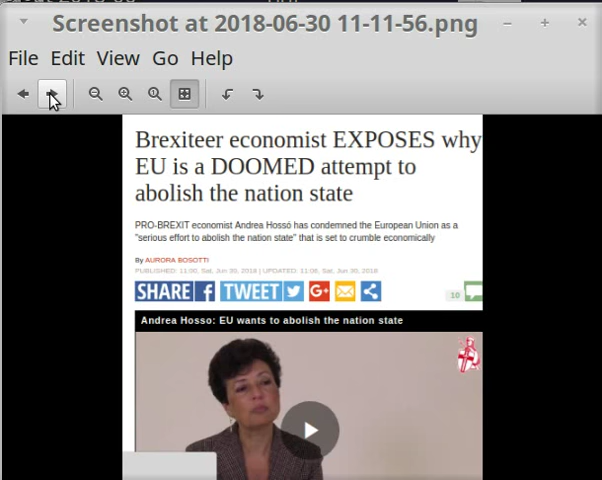 Screenshot at 2018-06-30 11-11-56.png
File Edit View Go Help
Brexiteer economist EXPOSES why
EU is a DOOMED attempt to
abolish the nation state
PRO-BREXIT economist Andrea Hossó has condemned the European Union as a
"serious effort to abolish the nation state" that is set to crumble economically
By AURORA BOSOTTI
PUBLISHED: 11:00, Sat, Jun 30, 2018 | UPDATED: 11:06, Sat, Jun 30, 2018
SHARE f TWEET G+ 10
Andrea Hosso: EU wants to abolish the nation state